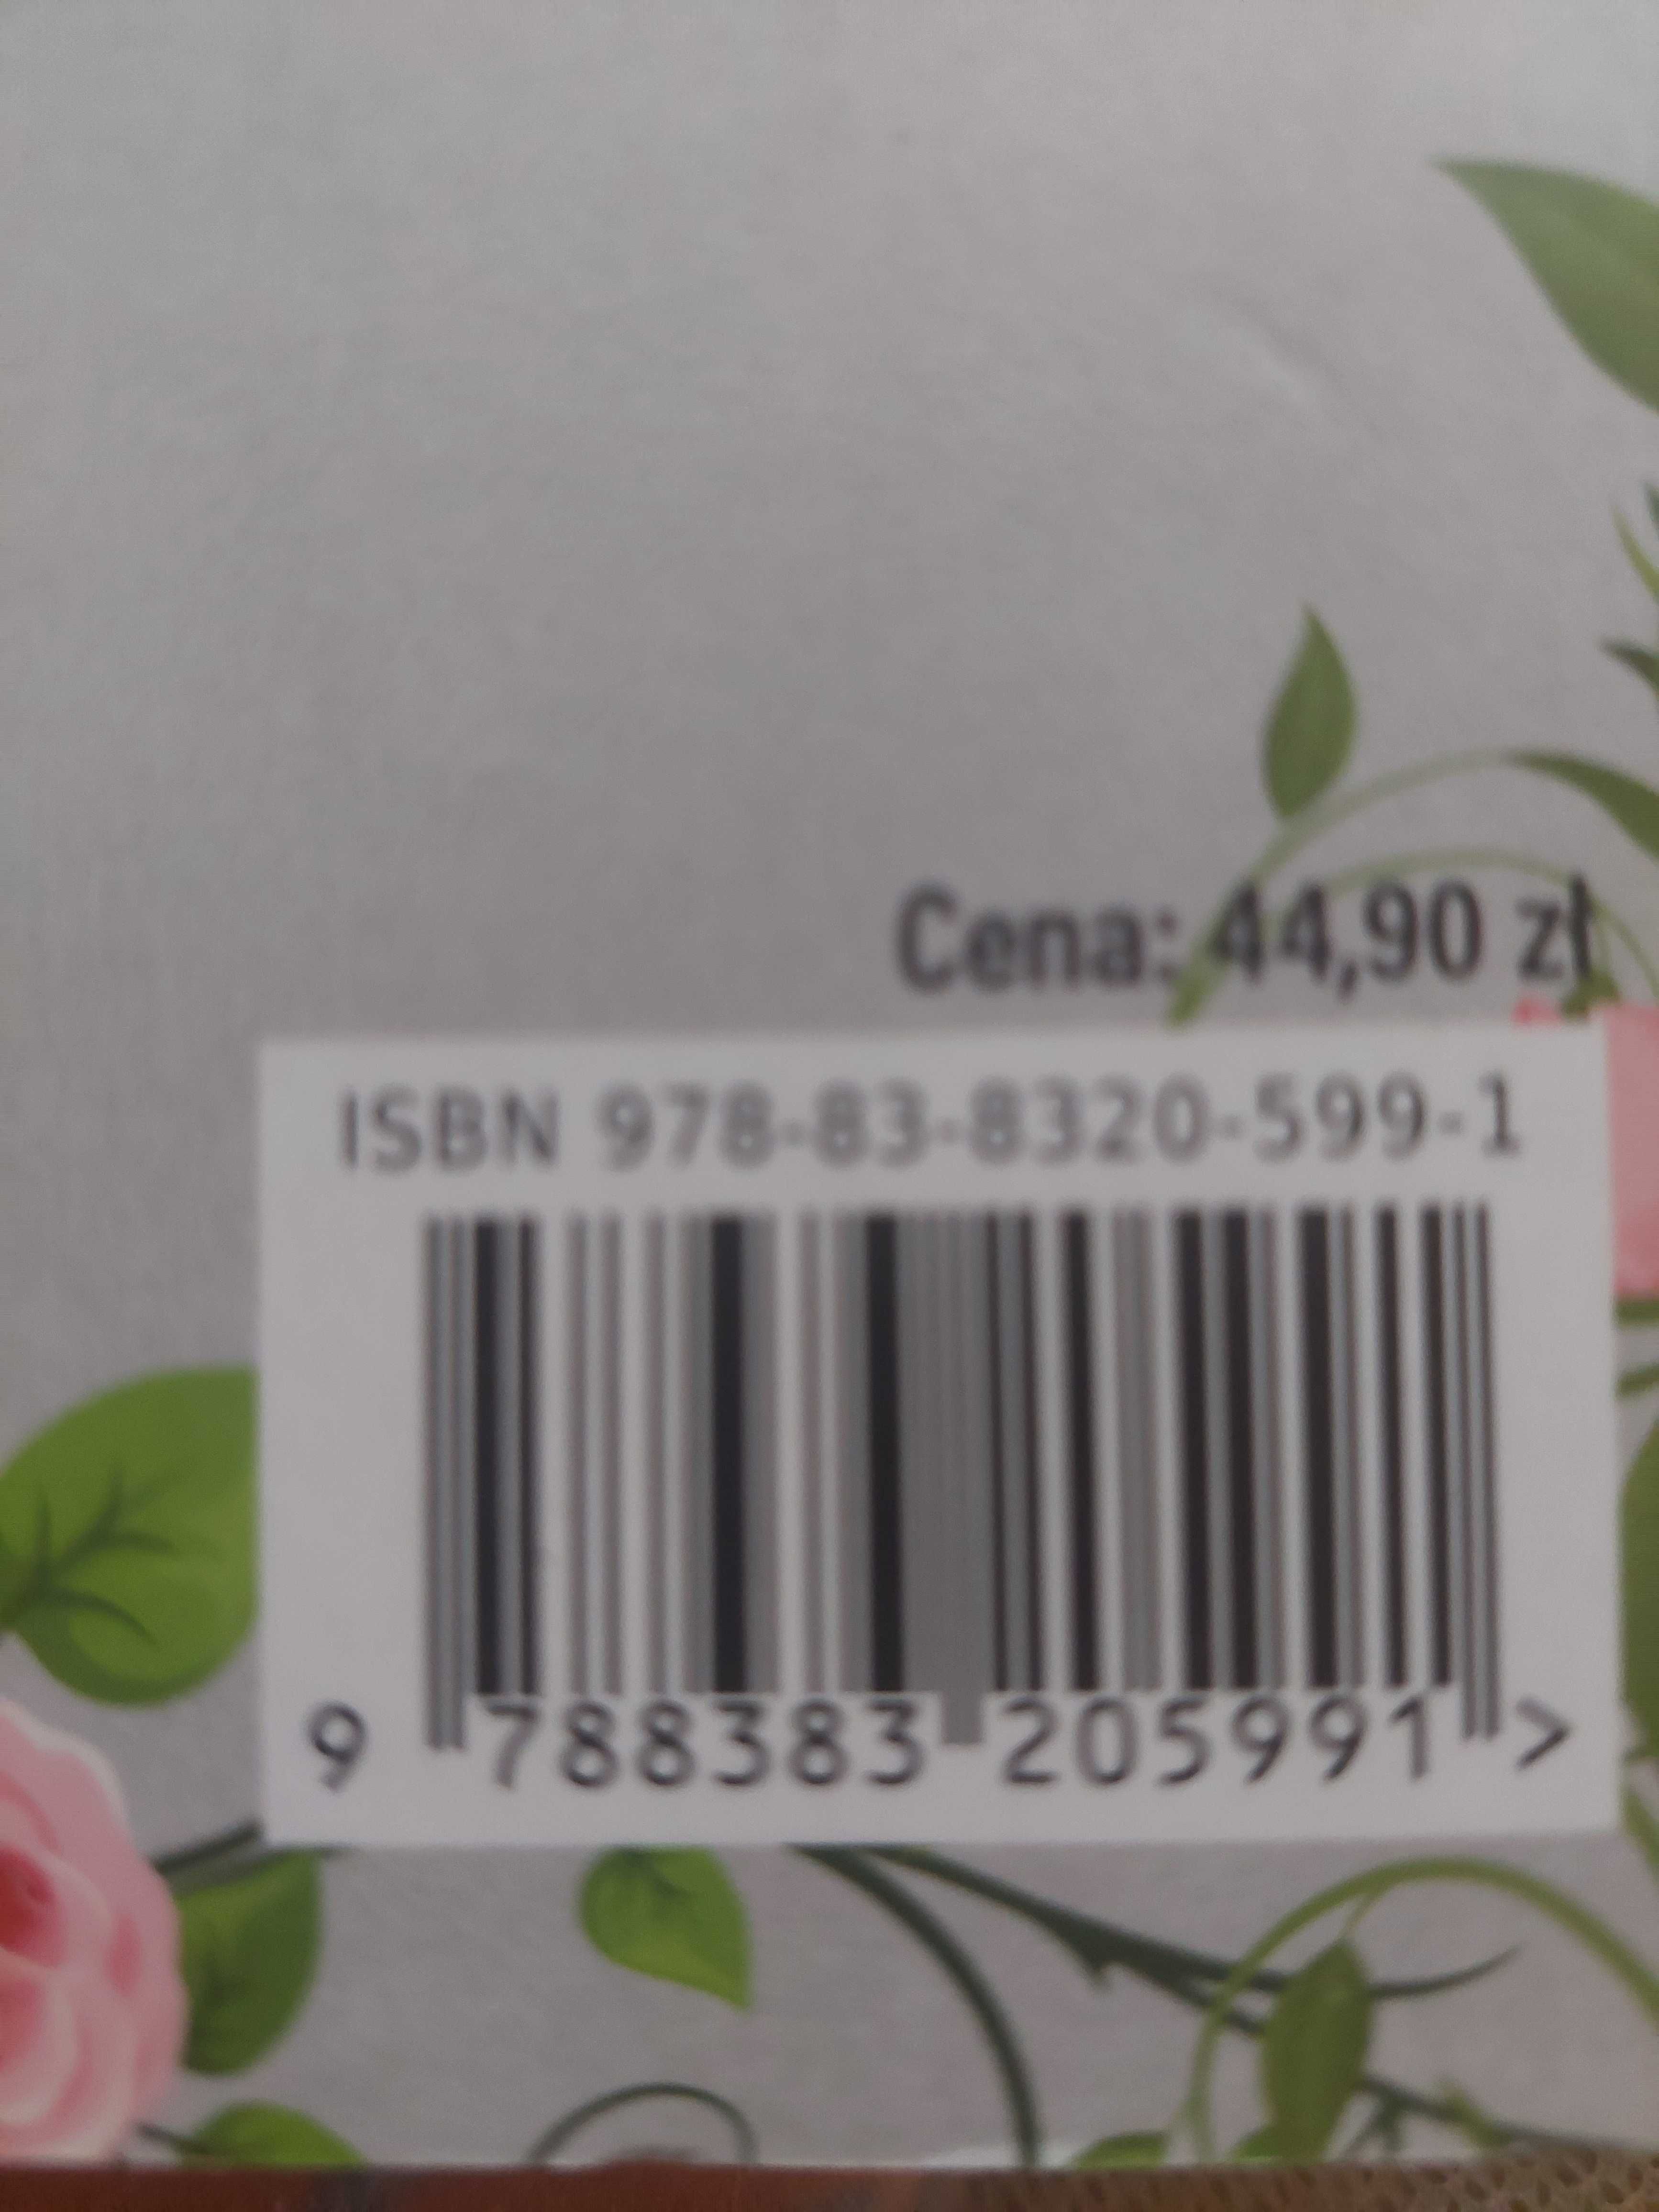 Cena: 44,90 zł
ISBN 978-83-8320-599-1
9 788383 205991 >